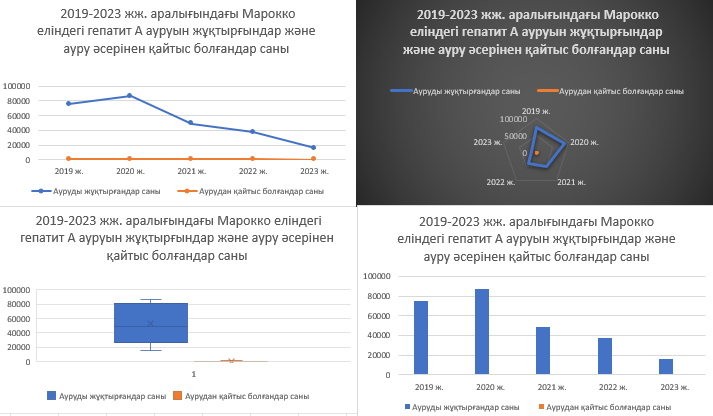 2019-2023 жж. аралығындағы Марокко
еліндегі гепатит А ауруын жұқтырғындар және
ауру әсерінен қайтыс болғандар саны
100000
80000
60000
40000
20000
0
2019 ж. 2020 ж. 2021 ж. 2022 ж. 2023 ж.
Ауруды жұқтырғандар саны Аурудан қайтыс болғандар саны
2019-2023 жж. аралығындағы Марокко
еліндегі гепатит А ауруын жұқтырғындар
және ауру әсерінен қайтыс болғандар саны
Ауруды жұқтырғандар саны Аурудан қайтыс болғандар саны
2019 ж.
100000
50000
0
2020 ж.
2021 ж.
2022 ж.
2023 ж.
2019-2023 жж. аралығындағы Марокко еліндегі
гепатит А ауруын жұқтырғындар және ауру әсерінен
қайтыс болғандар саны
100000
80000
60000
40000
20000
0
1
Ауруды жұқтырғандар саны Аурудан қайтыс болғандар саны
2019-2023 жж. аралығындағы Марокко
еліндегі гепатит А ауруын жұқтырғындар және
ауру әсерінен қайтыс болғандар саны
100000
80000
60000
40000
20000
0
2019 ж. 2020 ж. 2021 ж. 2022 ж. 2023 ж.
Ауруды жұқтырғандар саны Аурудан қайтыс болғандар саны